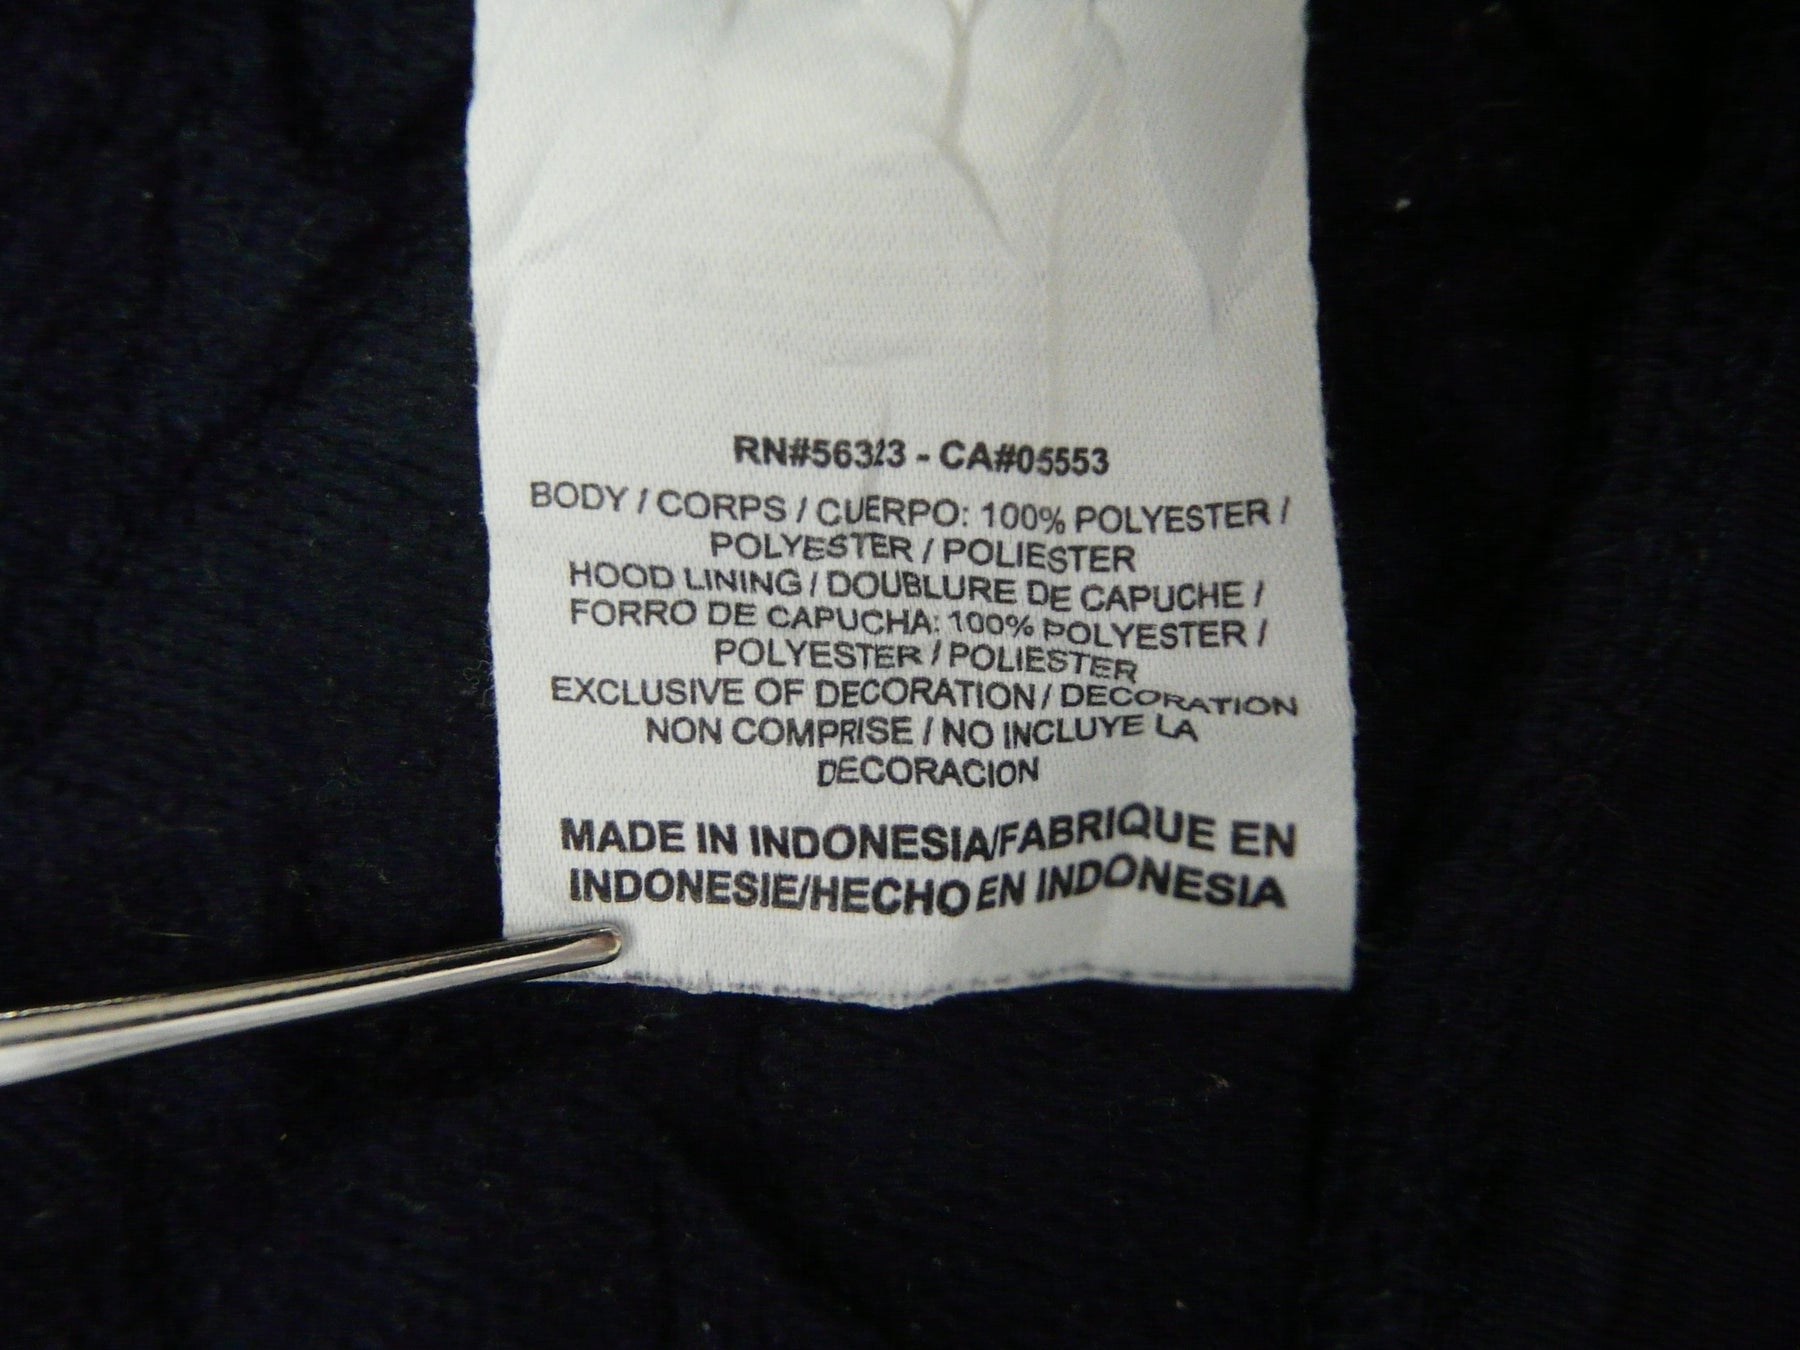 RN#56323 - CA#05553
BODY / CORPS / CUERPO: 100% POLYESTER /
POLYESTER / POLIESTER
HOOD LINING / DOUBLURE DE CAPUCHE /
FORRO DE CAPUCHA: 100% POLYESTER /
POLYESTER / POLIESTER
EXCLUSIVE OF DECORATION / DECORATION
NON COMPRISE / NO INCLUYE LA
DECORACION
MADE IN INDONESIA/FABRIQUE EN
INDONESIE/HECHO EN INDONESIA